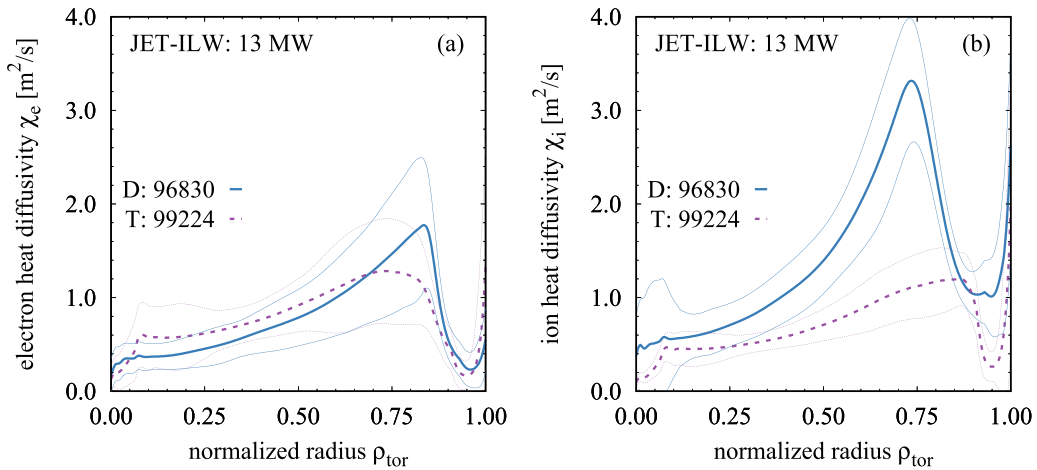 JET-ILW: 13 MW (a)
electron heat diffusivity χe [m²/s]
4.0
3.0
2.0
1.0
0.0
D: 96830
T: 99224
0.00 0.25 0.50 0.75 1.00
normalized radius ρtor
JET-ILW: 13 MW (b)
ion heat diffusivity χi [m²/s]
4.0
3.0
2.0
1.0
0.0
D: 96830
T: 99224
0.00 0.25 0.50 0.75 1.00
normalized radius ρtor